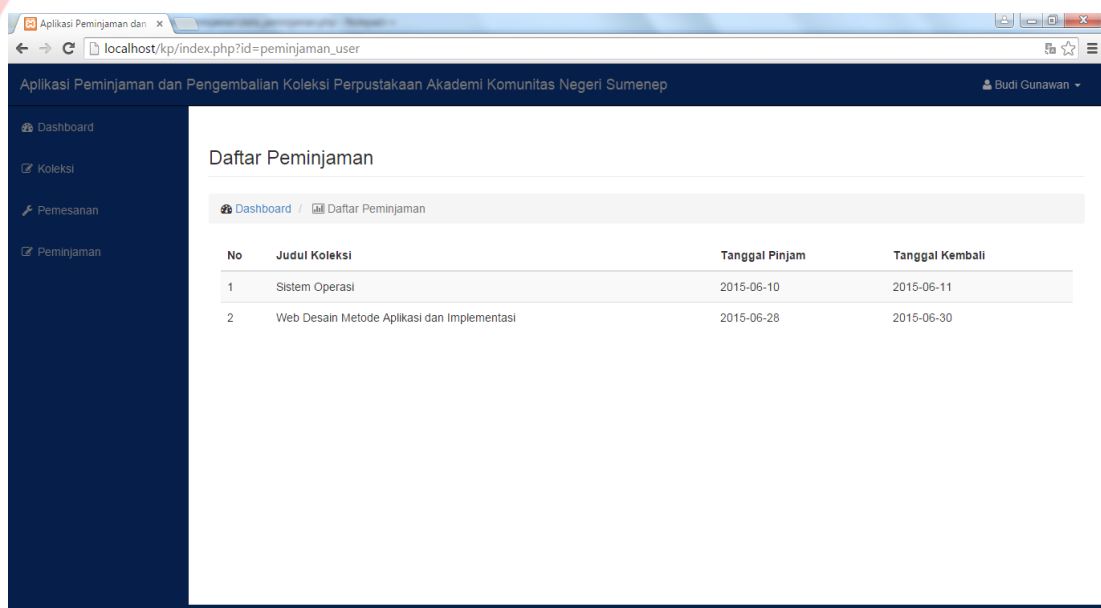 Aplikasi Peminjaman dan
localhost/kp/index.php?id=peminjaman_user
Aplikasi Peminjaman dan Pengembalian Koleksi Perpustakaan Akademi Komunitas Negeri Sumenep
Budi Gunawan
Dashboard
Koleksi
Pemesanan
Peminjaman
Daftar Peminjaman
Dashboard / Daftar Peminjaman
No Judul Koleksi Tanggal Pinjam Tanggal Kembali
1 Sistem Operasi 2015-06-10 2015-06-11
2 Web Desain Metode Aplikasi dan Implementasi 2015-06-28 2015-06-30